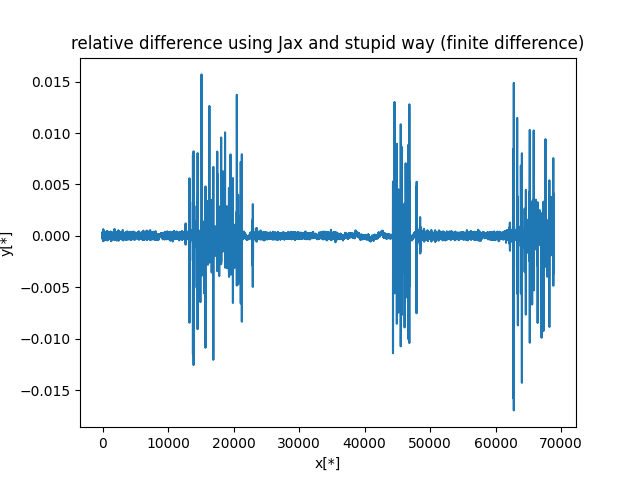 relative difference using Jax and stupid way (finite difference)
0.015
0.010
0.005
0.000
−0.005
−0.010
−0.015
y[*]
0 10000 20000 30000 40000 50000 60000 70000
x[*]